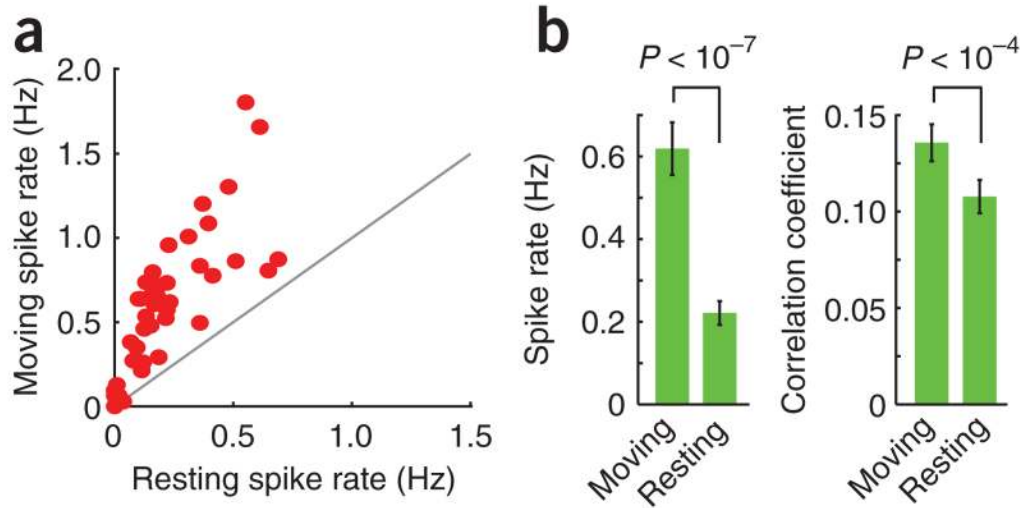 a
Moving spike rate (Hz)
2.0
1.5
1.0
0.5
0
0
0.5
1.0
1.5
Resting spike rate (Hz)
b
P < 10⁻⁷
Spike rate (Hz)
0.6
0.4
0.2
0
Moving
Resting
P < 10⁻⁴
Correlation coefficient
0.15
0.10
0.05
0
Moving
Resting